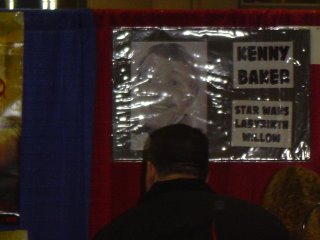 KENNY
BAKER
STAR WARS
LABYRINTH
WILLOW